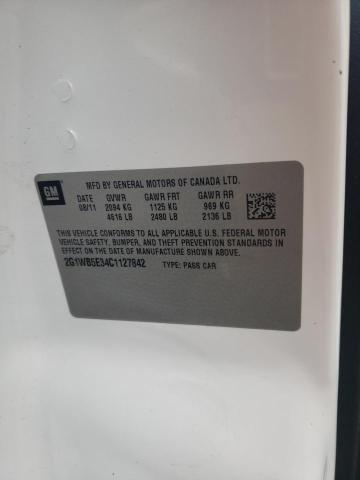 GM
MFD BY GENERAL MOTORS OF CANADA LTD.
DATE GVWR GAWR FRT GAWR RR
08/11 2094 KG 1125 KG 969 KG
4616 LB 2480 LB 2136 LB
THIS VEHICLE CONFORMS TO ALL APPLICABLE U.S. FEDERAL MOTOR
VEHICLE SAFETY, BUMPER, AND THEFT PREVENTION STANDARDS
IN EFFECT ON THE DATE OF MANUFACTURE SHOWN ABOVE.
2G1WB5E34C1127842 TYPE: PASS CAR